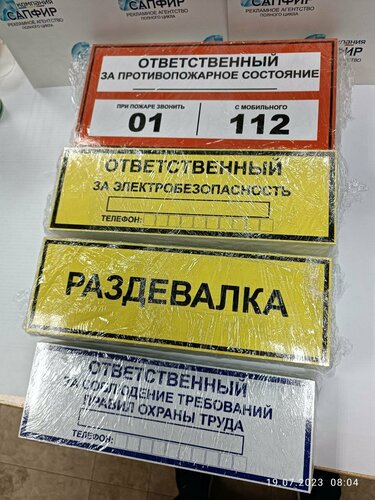 компания
САПФИР
РЕКЛАМНОЕ АГЕНТСТВО
ПОЛНОГО ЦИКЛА
САПФИР
РЕКЛАМНОЕ АГЕНТСТВО
ПОЛНОГО ЦИКЛА
ОТВЕТСТВЕННЫЙ
ЗА ПРОТИВОПОЖАРНОЕ СОСТОЯНИЕ
ПРИ ПОЖАРЕ ЗВОНИТЬ
01
С МОБИЛЬНОГО
112
ОТВЕТСТВЕННЫЙ
ЗА ЭЛЕКТРОБЕЗОПАСНОСТЬ
ТЕЛЕФОН:
РАЗДЕВАЛКА
ОТВЕТСТВЕННЫЙ
ЗА СОБЛЮДЕНИЕ ТРЕБОВАНИЙ
ПРАВИЛ ОХРАНЫ ТРУДА
ТЕЛЕФОН:
19.07.2023 08:04